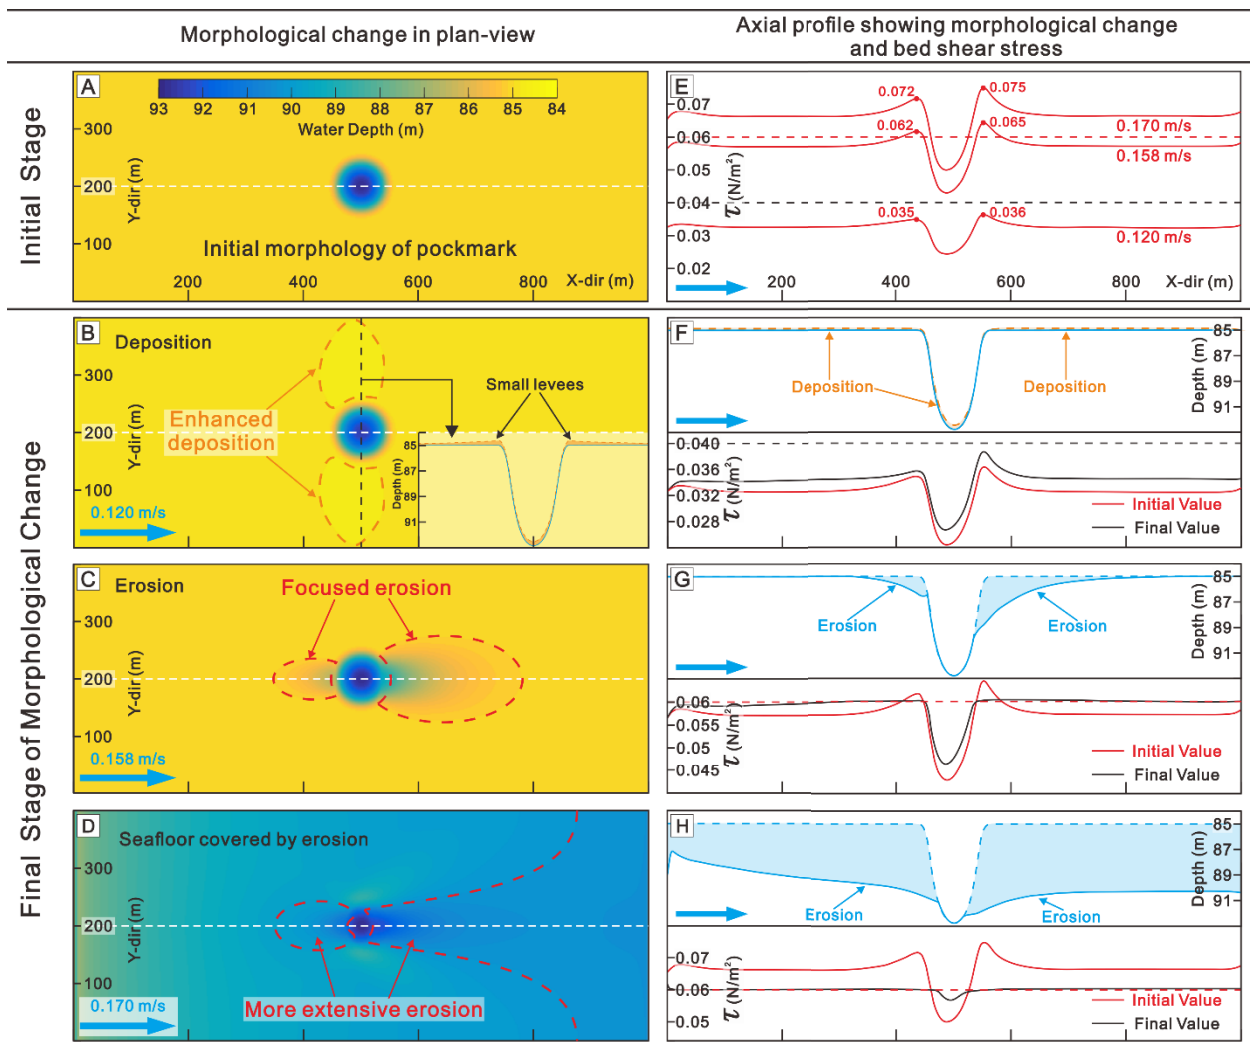 Morphological change in plan-view
Axial profile showing morphological change
and bed shear stress
Initial Stage
A
93 92 91 90 89 88 87 86 85 84
Water Depth (m)
300
200
100
Y-dir (m)
Initial morphology of pockmark
200 400 600 800 X-dir (m)
E
0.07
0.06
0.05
0.04
0.03
0.02
τ (N/m²)
0.072
0.075
0.062
0.065
0.170 m/s
0.158 m/s
0.035
0.036
0.120 m/s
200 400 600 800 X-dir (m)
Final Stage of Morphological Change
B
Deposition
300
200
100
Y-dir (m)
Enhanced
deposition
Small levees
85
87
89
91
Depth (m)
0.120 m/s
F
Deposition
Deposition
85
87
89
91
Depth (m)
0.040
0.036
0.032
0.028
τ (N/m²)
Initial Value
Final Value
C
Erosion
Focused erosion
300
200
100
Y-dir (m)
0.158 m/s
G
Erosion
Erosion
85
87
89
91
Depth (m)
0.06
0.055
0.05
0.045
τ (N/m²)
Initial Value
Final Value
D
Seafloor covered by erosion
300
200
100
Y-dir (m)
0.170 m/s
More extensive erosion
H
Erosion
Erosion
85
87
89
91
Depth (m)
0.07
0.06
0.05
τ (N/m²)
Initial Value
Final Value